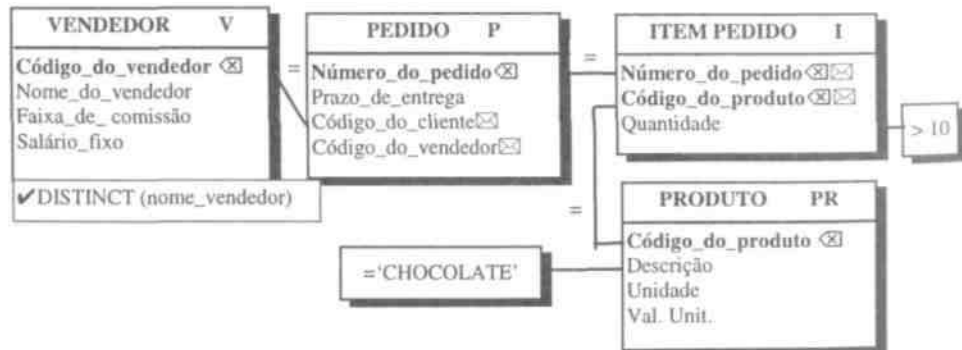 VENDEDOR V
Código_do_vendedor ⌫
Nome_do_vendedor
Faixa_de_ comissão
Salário_fixo
✔DISTINCT (nome_vendedor)
=
PEDIDO P
Número_do_pedido⌫
Prazo_de_entrega
Código_do_cliente✉
Código_do_vendedor✉
=
ITEM PEDIDO I
Número_do_pedido⌫✉
Código_do_produto⌫✉
Quantidade
> 10
=
PRODUTO PR
Código_do_produto ⌫
Descrição
Unidade
Val. Unit.
=‘CHOCOLATE’